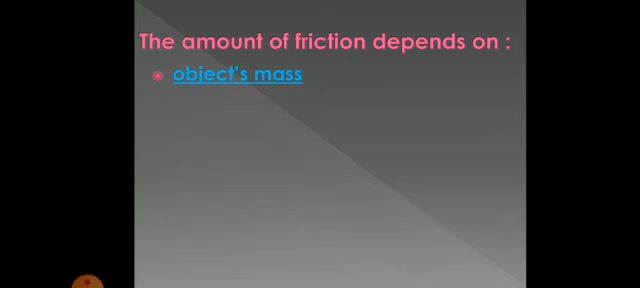 The amount of friction depends on :
object's mass